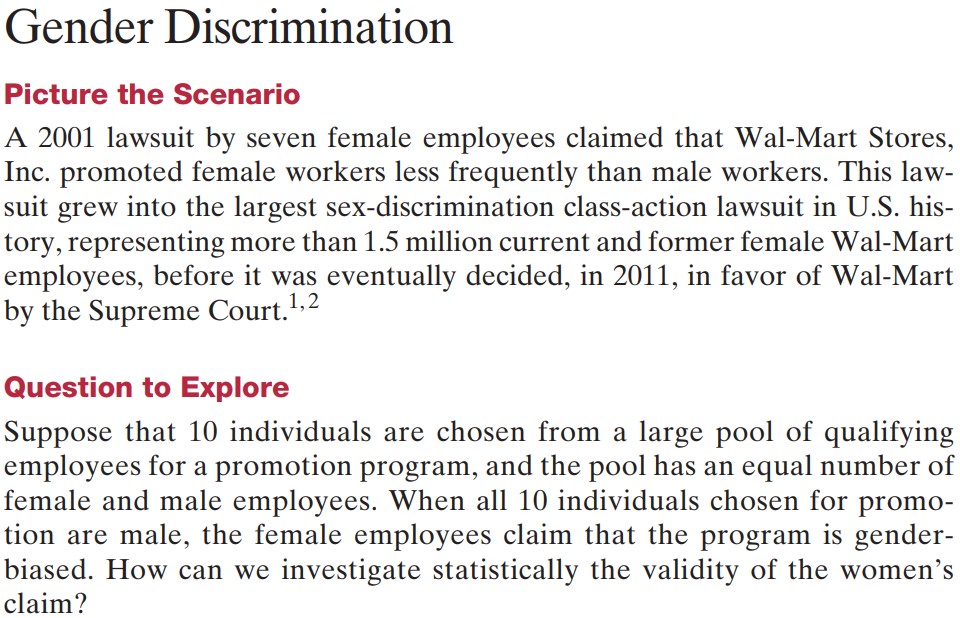 Gender Discrimination
Picture the Scenario
A 2001 lawsuit by seven female employees claimed that Wal-Mart Stores,
Inc. promoted female workers less frequently than male workers. This law-
suit grew into the largest sex-discrimination class-action lawsuit in U.S. his-
tory, representing more than 1.5 million current and former female Wal-Mart
employees, before it was eventually decided, in 2011, in favor of Wal-Mart
by the Supreme Court.1,2
Question to Explore
Suppose that 10 individuals are chosen from a large pool of qualifying
employees for a promotion program, and the pool has an equal number of
female and male employees. When all 10 individuals chosen for promo-
tion are male, the female employees claim that the program is gender-
biased. How can we investigate statistically the validity of the women's
claim?